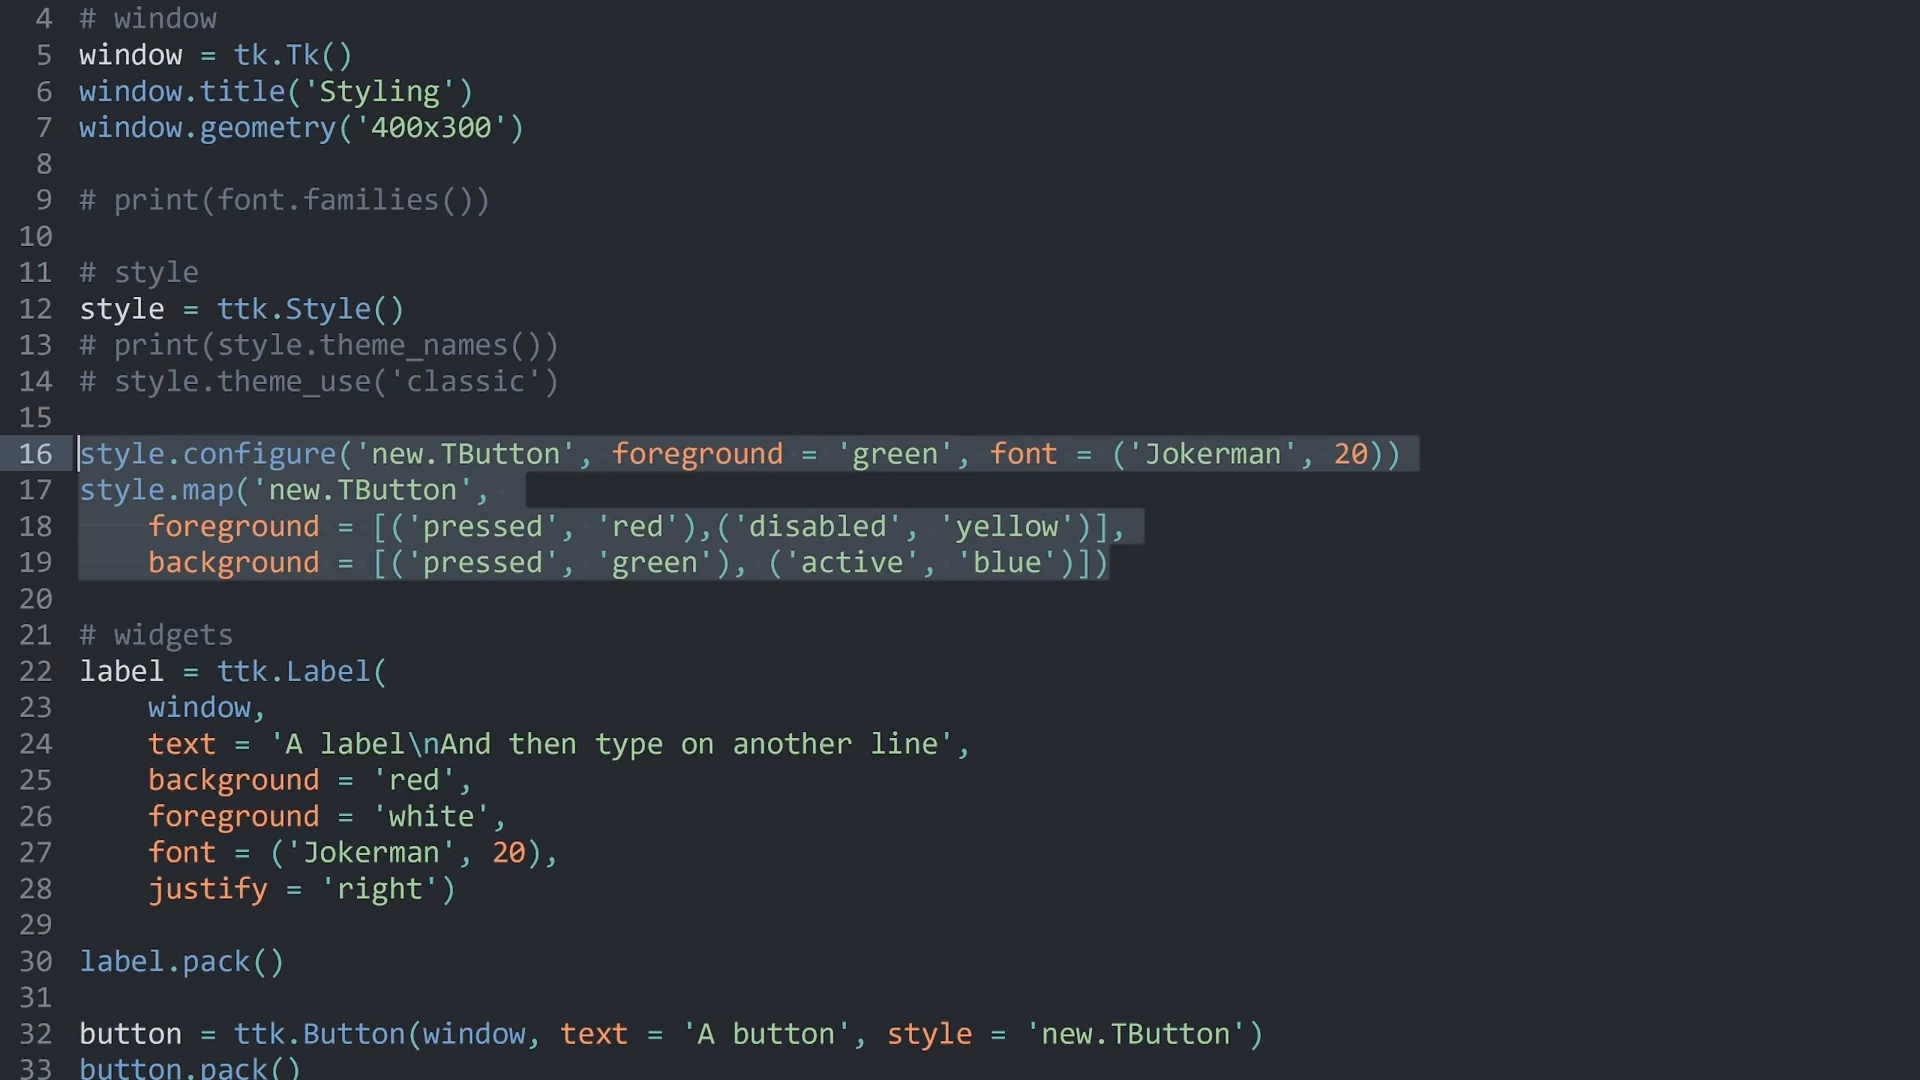 4 # window
5 window = tk.Tk()
6 window.title('Styling')
7 window.geometry('400x300')
8
9 # print(font.families())
10
11 # style
12 style = ttk.Style()
13 # print(style.theme_names())
14 # style.theme_use('classic')
15
16 style.configure('new.TButton', foreground = 'green', font = ('Jokerman', 20))
17 style.map('new.TButton',
18     foreground = [('pressed', 'red'),('disabled', 'yellow')],
19     background = [('pressed', 'green'), ('active', 'blue')])
20
21 # widgets
22 label = ttk.Label(
23     window,
24     text = 'A label\nAnd then type on another line',
25     background = 'red',
26     foreground = 'white',
27     font = ('Jokerman', 20),
28     justify = 'right')
29
30 label.pack()
31
32 button = ttk.Button(window, text = 'A button', style = 'new.TButton')
33 button.pack()